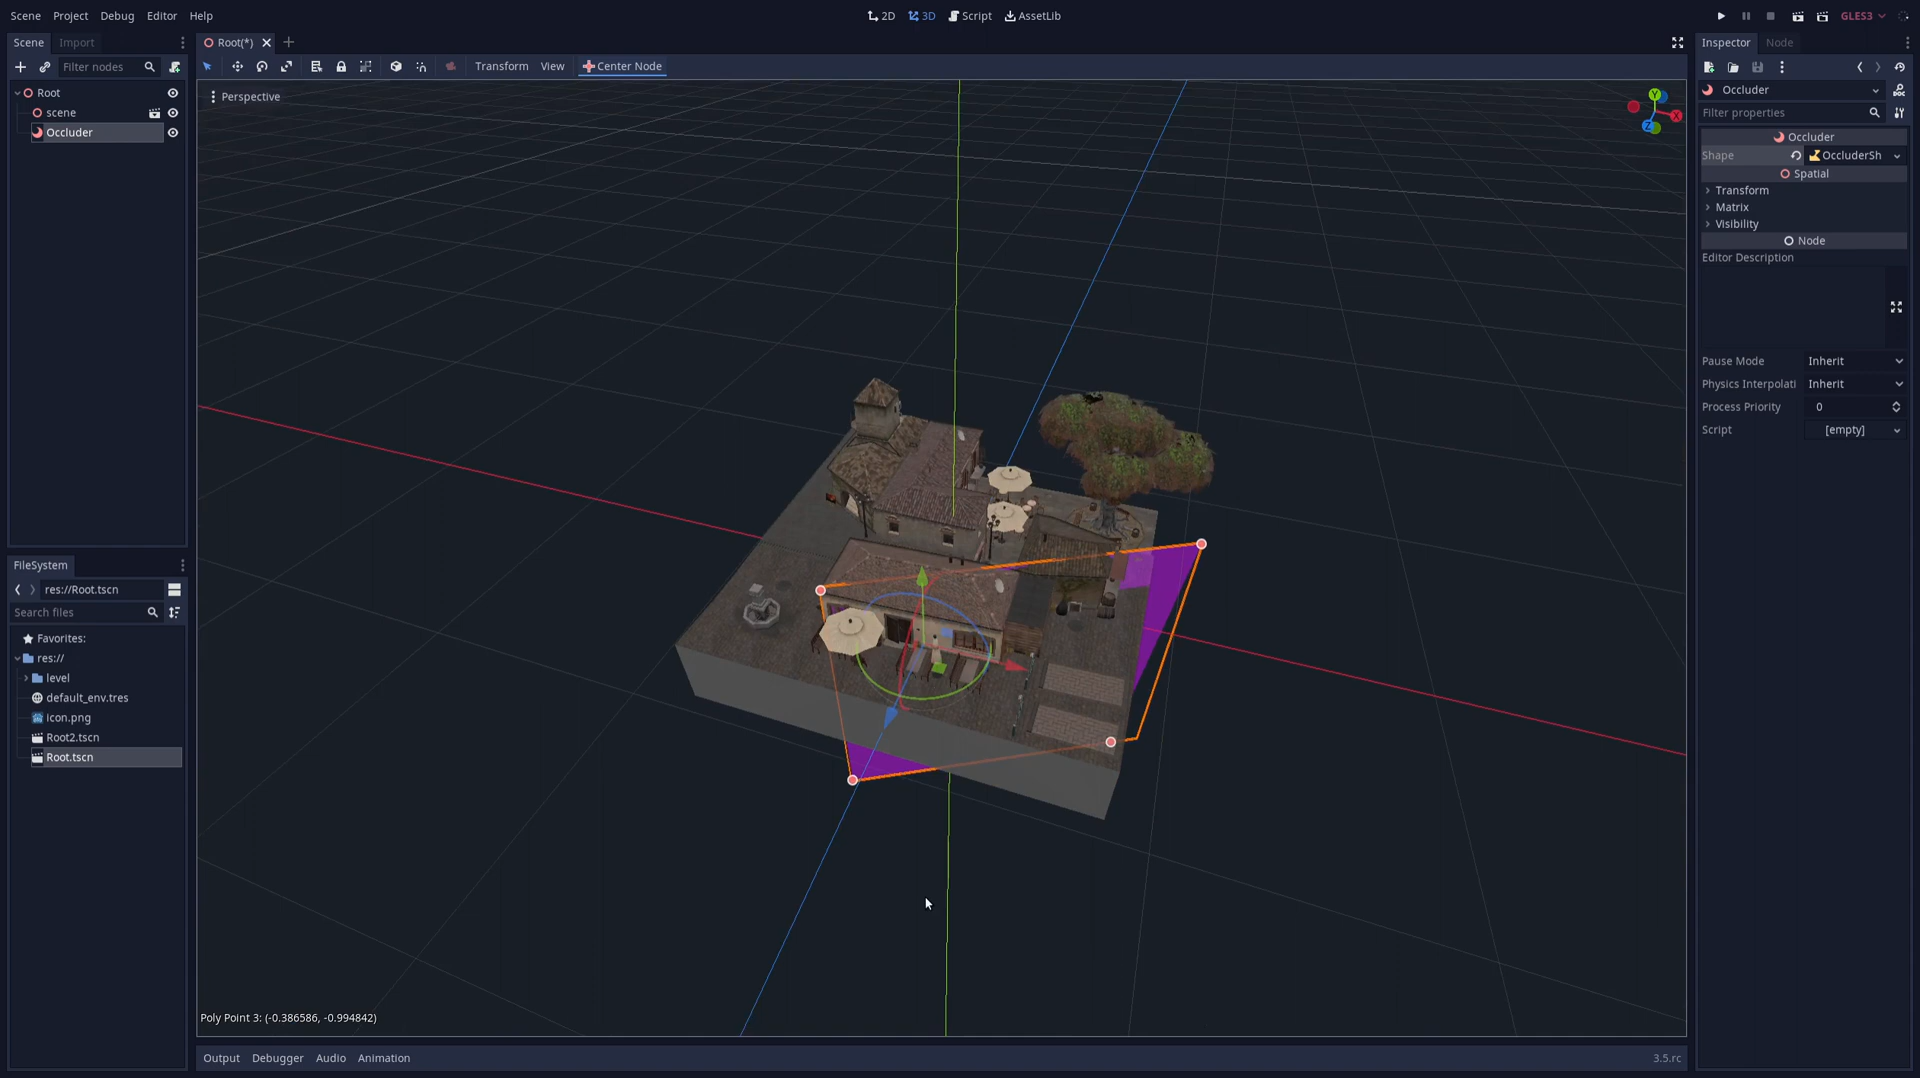 Scene Project Debug Editor Help
2D 3D Script AssetLib
GLES3
Scene Import
Root(*)
Inspector Node
Filter nodes
Transform View Center Node
Root
scene
Occluder
Perspective
Y
X
Z
Occluder
Filter properties
Occluder
Shape OccluderSh
Spatial
Transform
Matrix
Visibility
Node
Editor Description
Pause Mode Inherit
Physics Interpolati Inherit
Process Priority 0
Script [empty]
FileSystem
res://Root.tscn
Search files
Favorites:
res://
level
default_env.tres
icon.png
Root2.tscn
Root.tscn
Poly Point 3: (-0.386586, -0.994842)
Output Debugger Audio Animation
3.5.rc